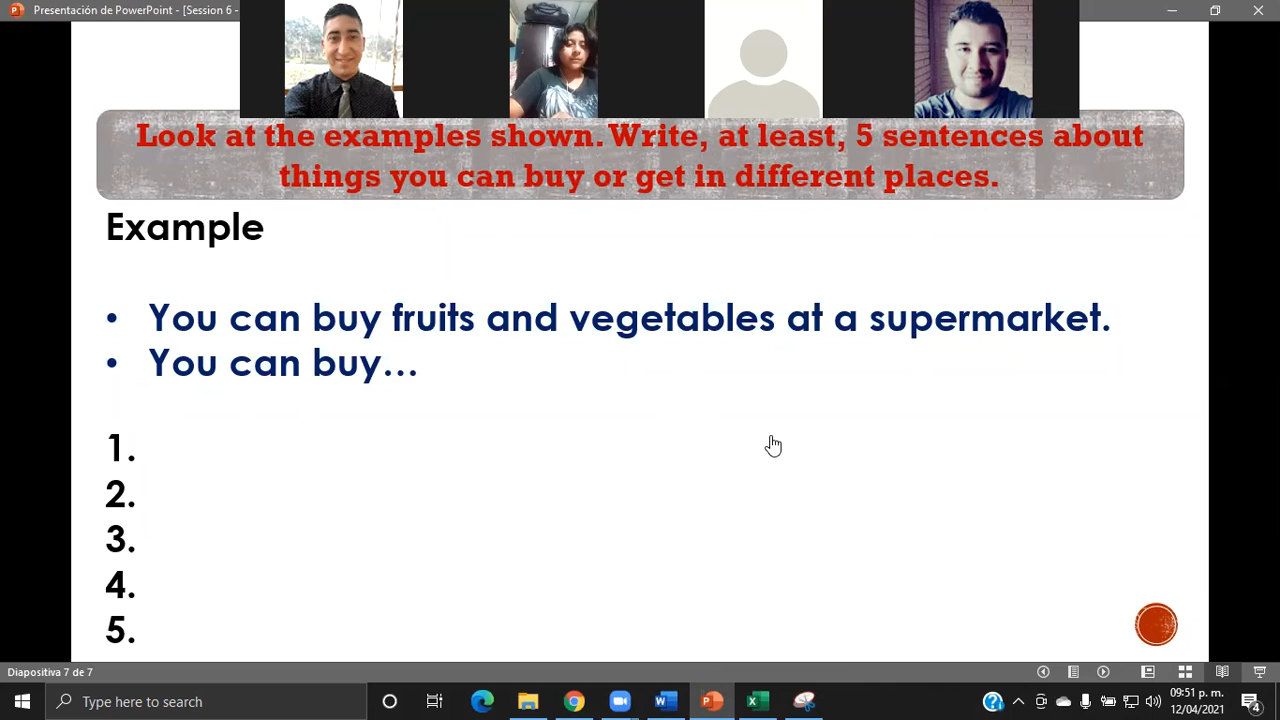 Presentación de PowerPoint - [Session 6 -
Look at the examples shown. Write, at least, 5 sentences about
things you can buy or get in different places.
Example
• You can buy fruits and vegetables at a supermarket.
• You can buy...
1.
2.
3.
4.
5.
Diapositiva 7 de 7
Type here to search
09:51 p. m.
12/04/2021
4